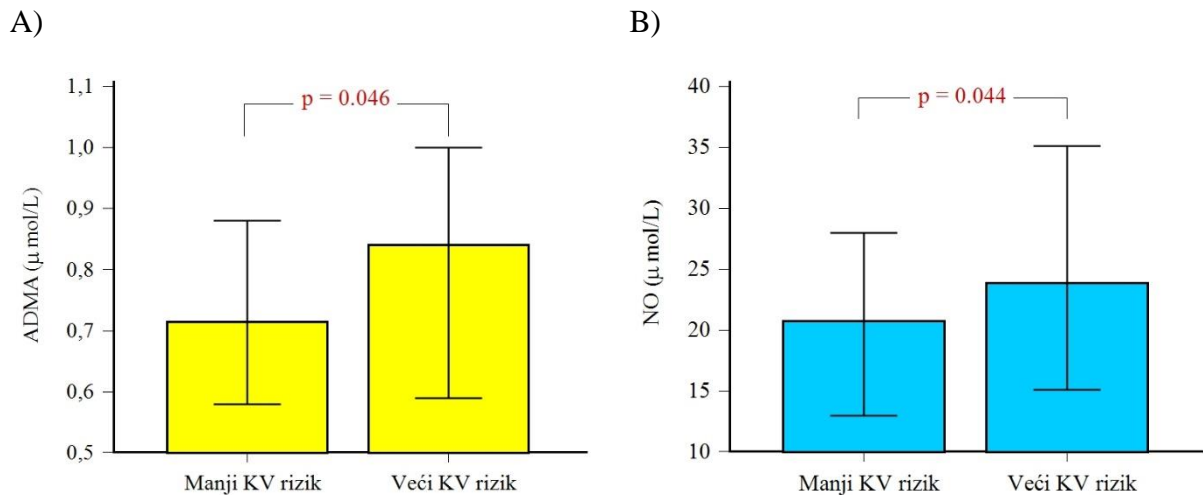 A)
B)
1,1
1,0
0,9
0,8
0,7
0,6
0,5
ADMA (µ mol/L)
p = 0.046
Manji KV rizik
Veći KV rizik
40
35
30
25
20
15
10
NO (µ mol/L)
p = 0.044
Manji KV rizik
Veći KV rizik